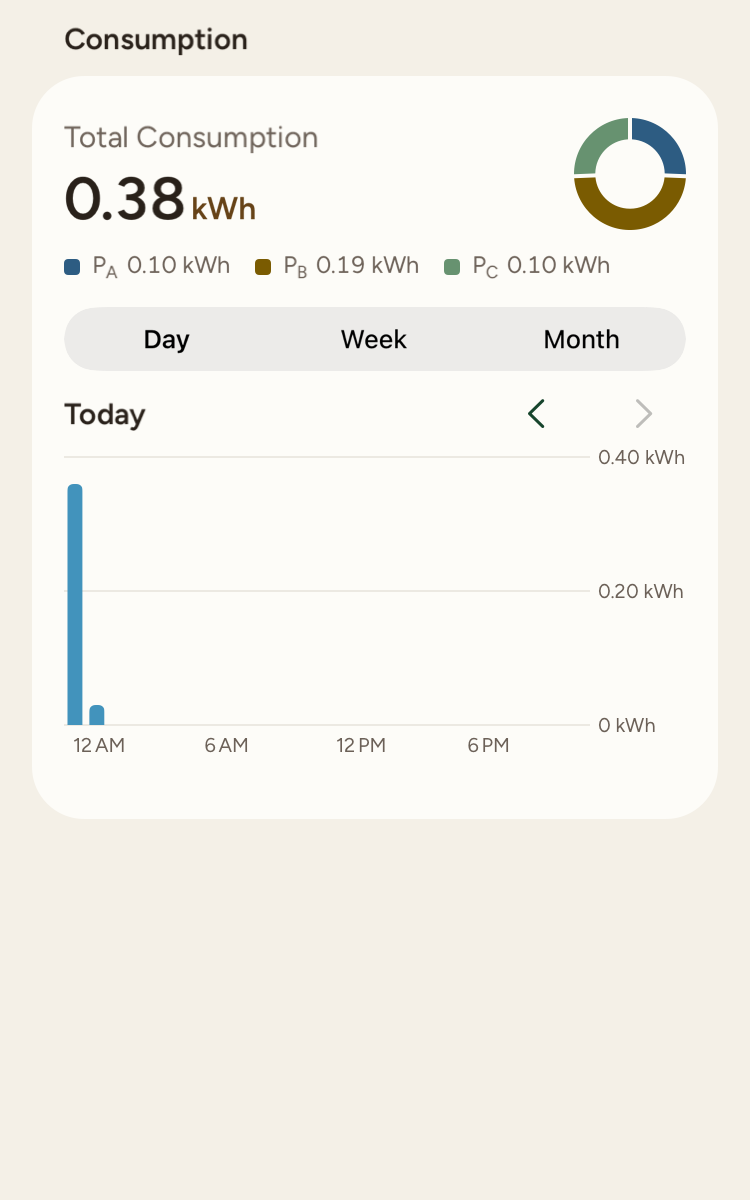 Consumption
Total Consumption
0.38 kWh
PA 0.10 kWh PB 0.19 kWh PC 0.10 kWh
Day Week Month
Today
0.40 kWh
0.20 kWh
0 kWh
12 AM 6 AM 12 PM 6 PM